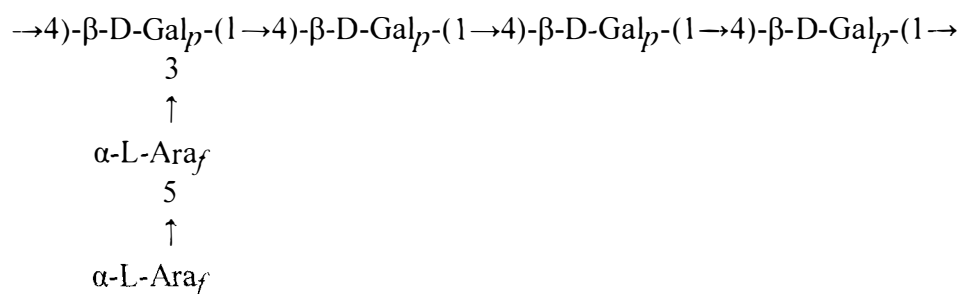 →4)-β-D-Galp-(1→4)-β-D-Galp-(1→4)-β-D-Galp-(1→4)-β-D-Galp-(1→
3
↑
α-L-Araf
5
↑
α-L-Araf